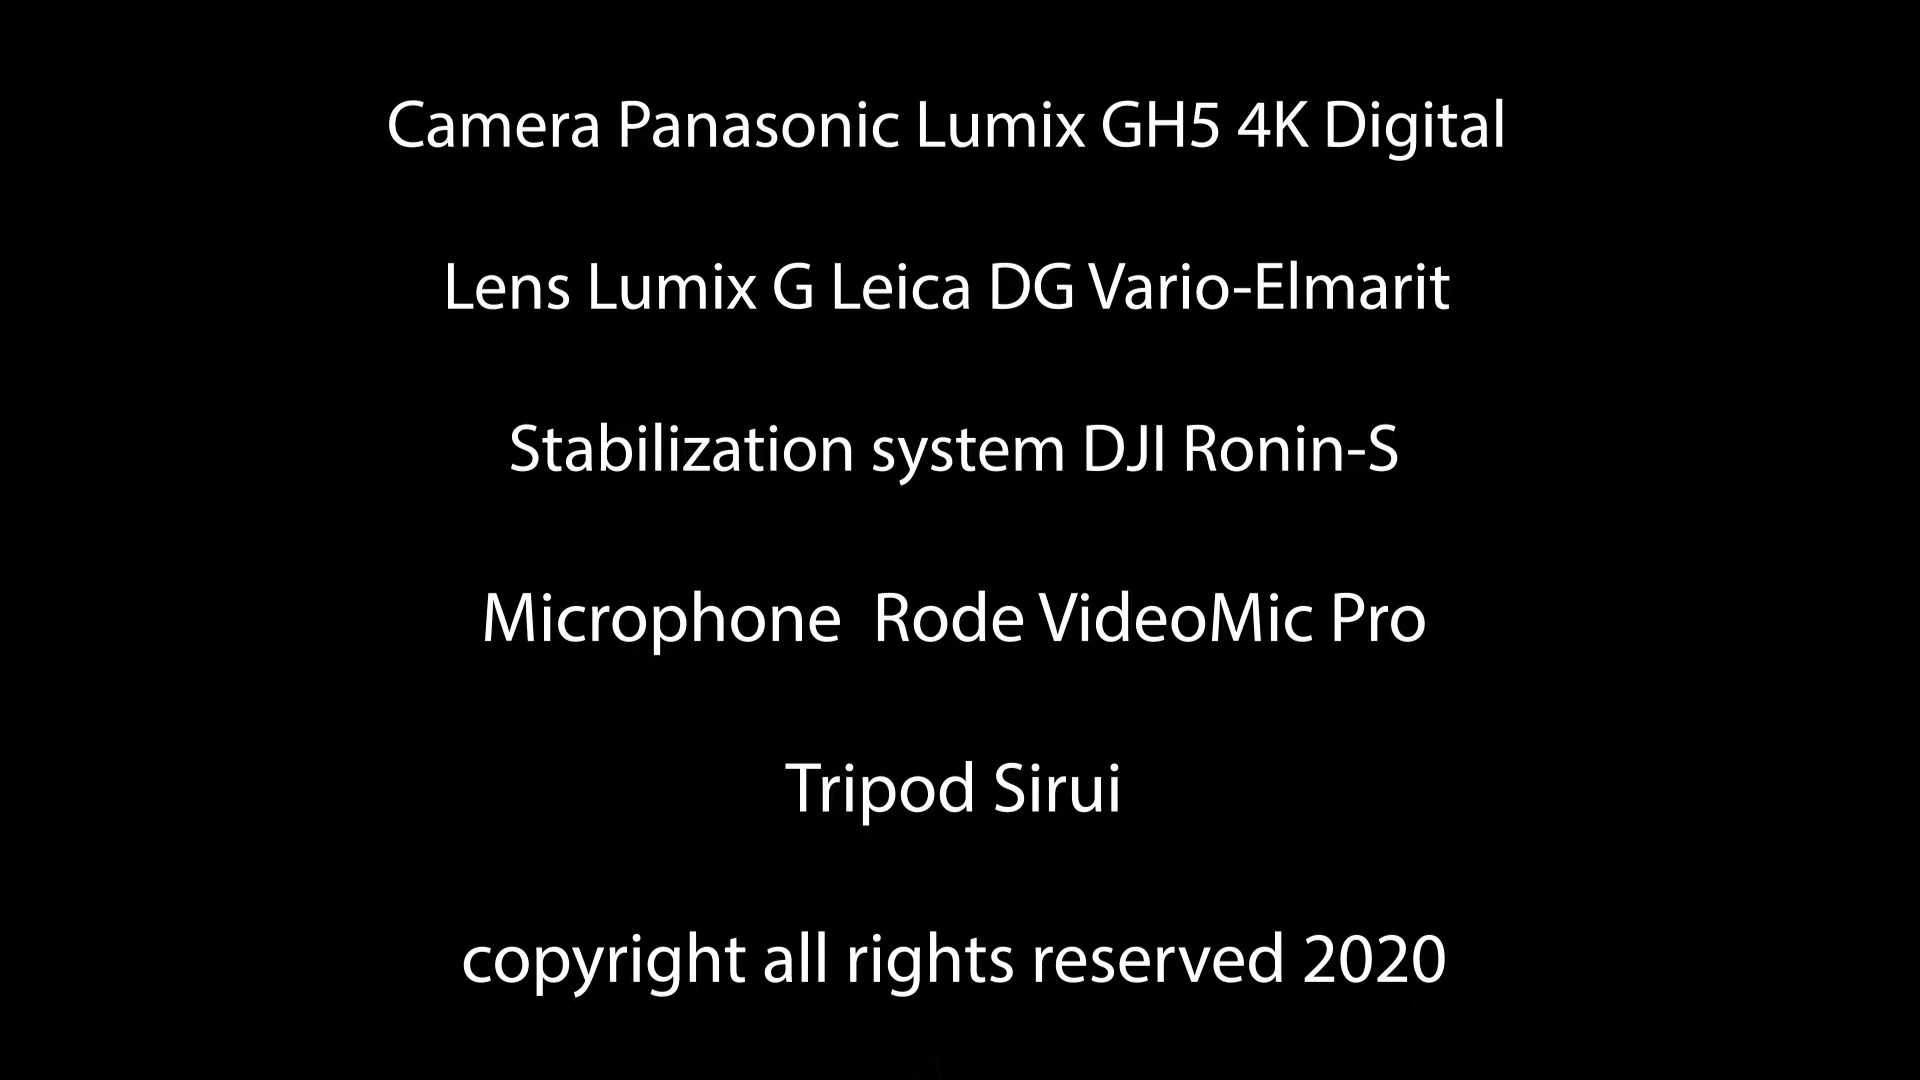 Camera Panasonic Lumix GH5 4K Digital
Lens Lumix G Leica DG Vario-Elmarit
Stabilization system DJI Ronin-S
Microphone  Rode VideoMic Pro
Tripod Sirui
copyright all rights reserved 2020